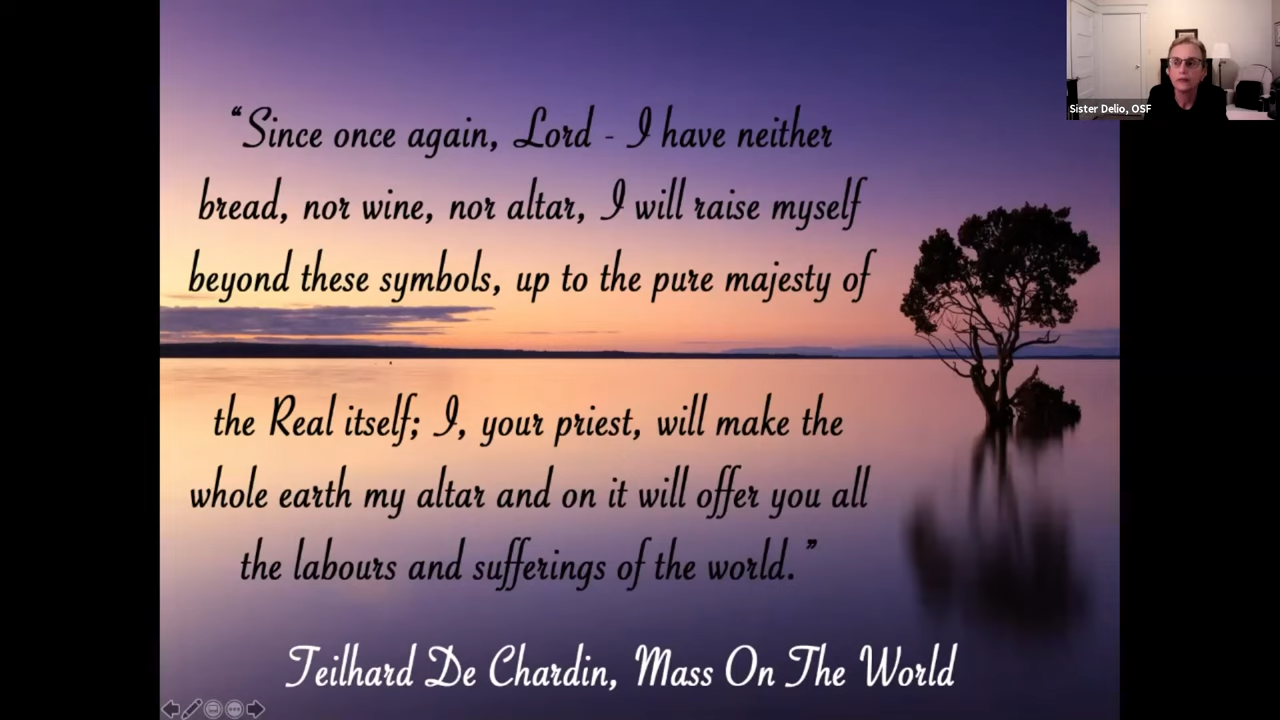 “Since once again, Lord - I have neither
bread, nor wine, nor altar, I will raise myself
beyond these symbols, up to the pure majesty of
the Real itself; I, your priest, will make the
whole earth my altar and on it will offer you all
the labours and sufferings of the world.”
Teilhard De Chardin, Mass On The World
Sister Delio, OSF